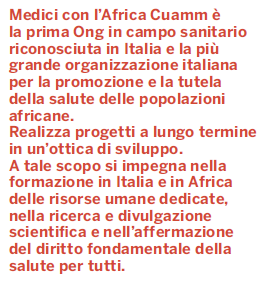 Medici con l'Africa Cuamm è
la prima Ong in campo sanitario
riconosciuta in Italia e la più
grande organizzazione italiana
per la promozione e la tutela
della salute delle popolazioni
africane.
Realizza progetti a lungo termine
in un'ottica di sviluppo.
A tale scopo si impegna nella
formazione in Italia e in Africa
delle risorse umane dedicate,
nella ricerca e divulgazione
scientifica e nell'affermazione
del diritto fondamentale della
salute per tutti.